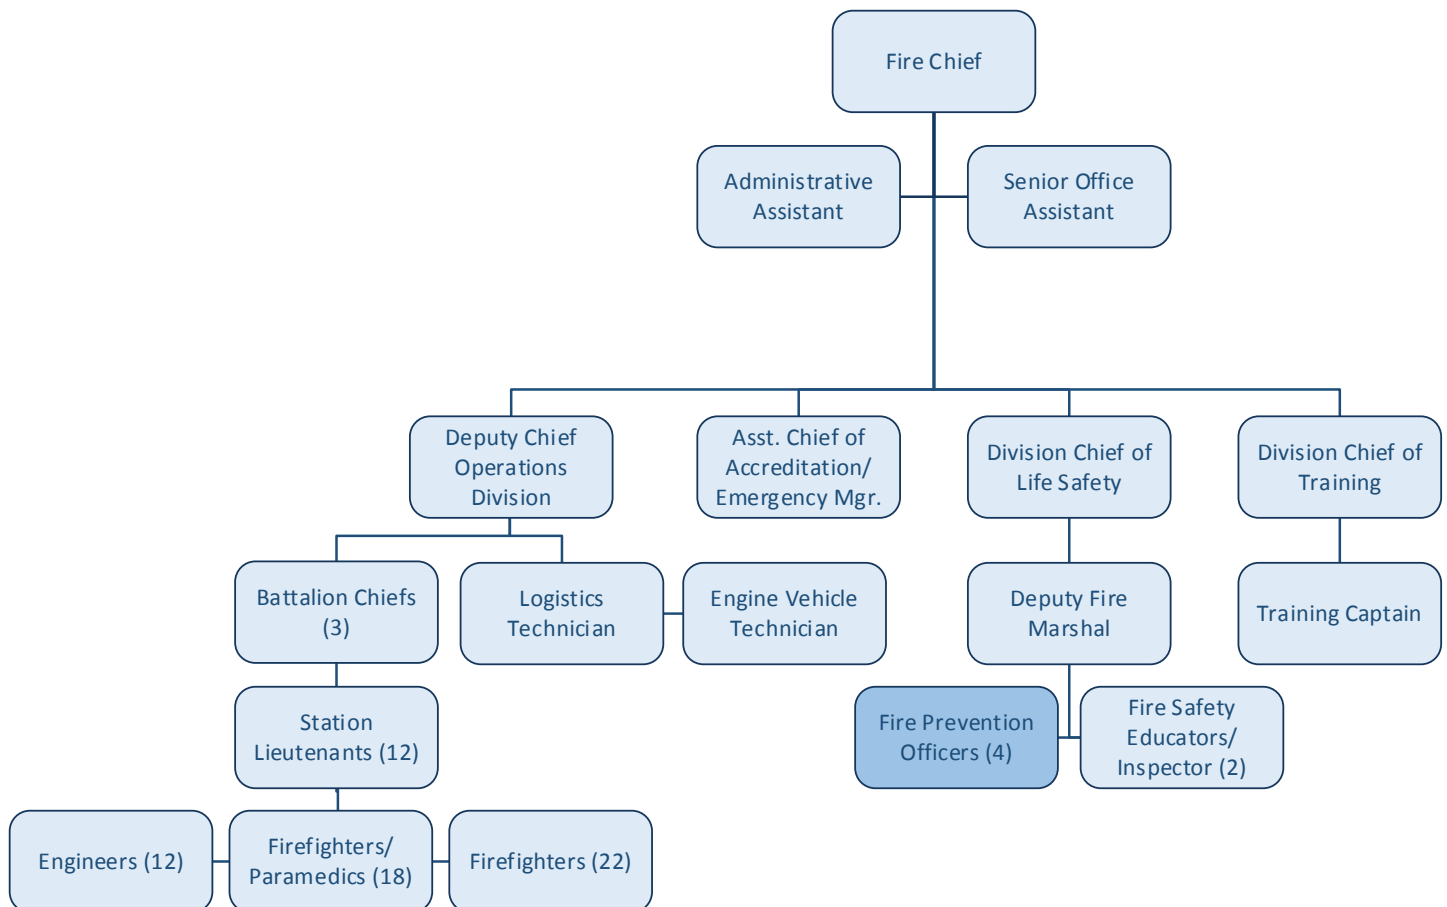 Fire Chief
Administrative
Assistant
Senior Office
Assistant
Deputy Chief
Operations
Division
Asst. Chief of
Accreditation/
Emergency Mgr.
Division Chief of
Life Safety
Division Chief of
Training
Battalion Chiefs
(3)
Logistics
Technician
Engine Vehicle
Technician
Deputy Fire
Marshal
Training Captain
Station
Lieutenants (12)
Fire Prevention
Officers (4)
Fire Safety
Educators/
Inspector (2)
Engineers (12)
Firefighters/
Paramedics (18)
Firefighters (22)